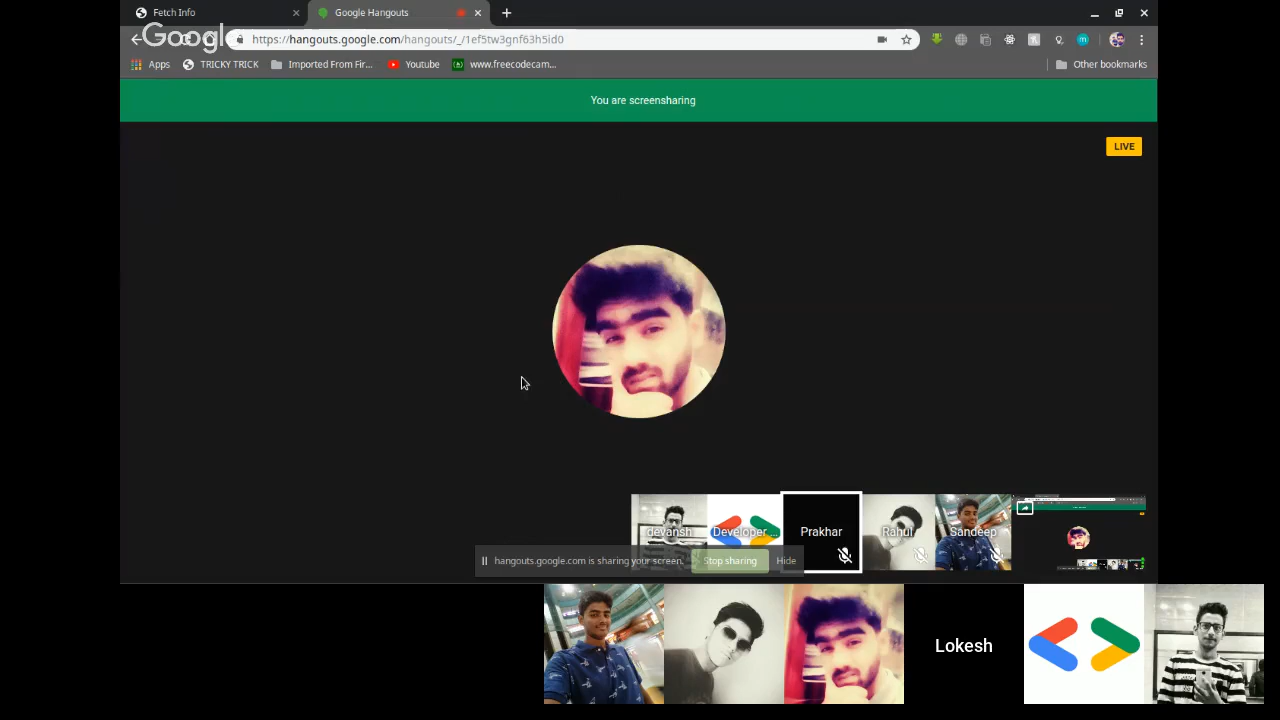 Fetch Info
Google Hangouts
Googl
https://hangouts.google.com/hangouts/_/1ef5tw3gnf63h5id0
Apps
TRICKY TRICK
Imported From Fir...
Youtube
www.freecodecam...
Other bookmarks
You are screensharing
LIVE
devansh
Developer ...
Prakhar
Rahul
Sandeep
hangouts.google.com is sharing your screen.
Stop sharing
Hide
Lokesh